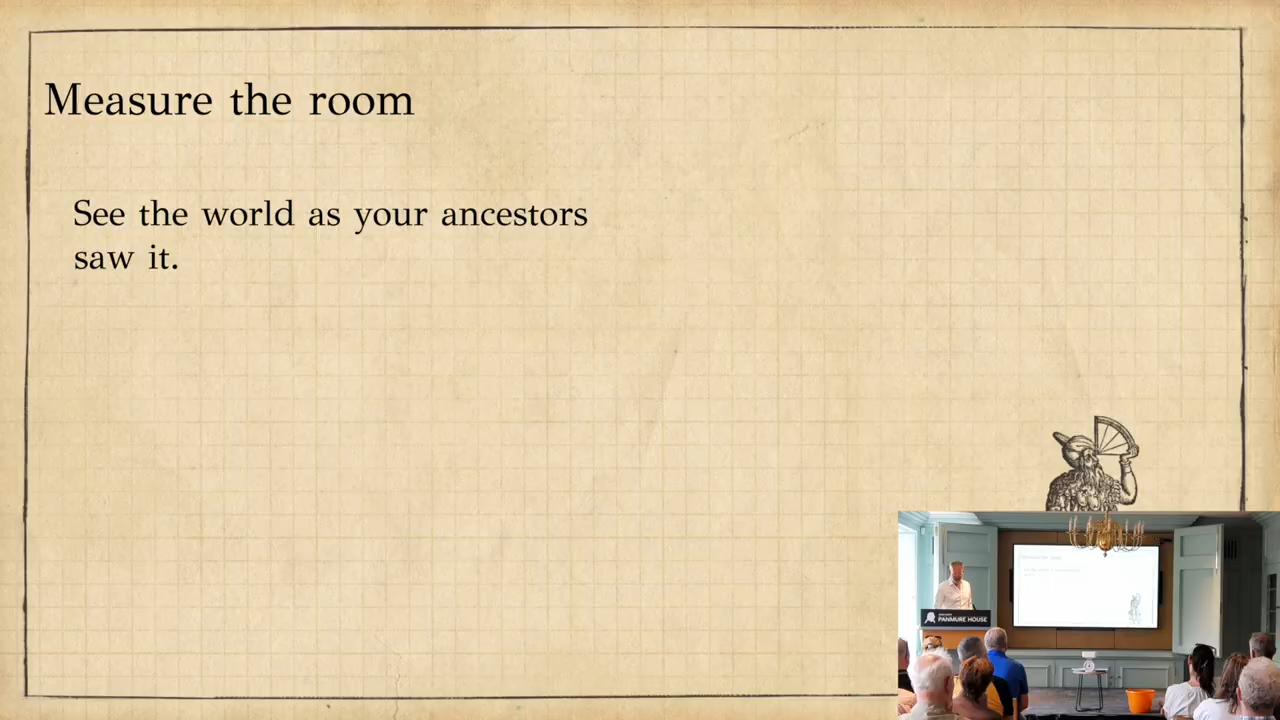 Measure the room
See the world as your ancestors
saw it.
PANMURE HOUSE